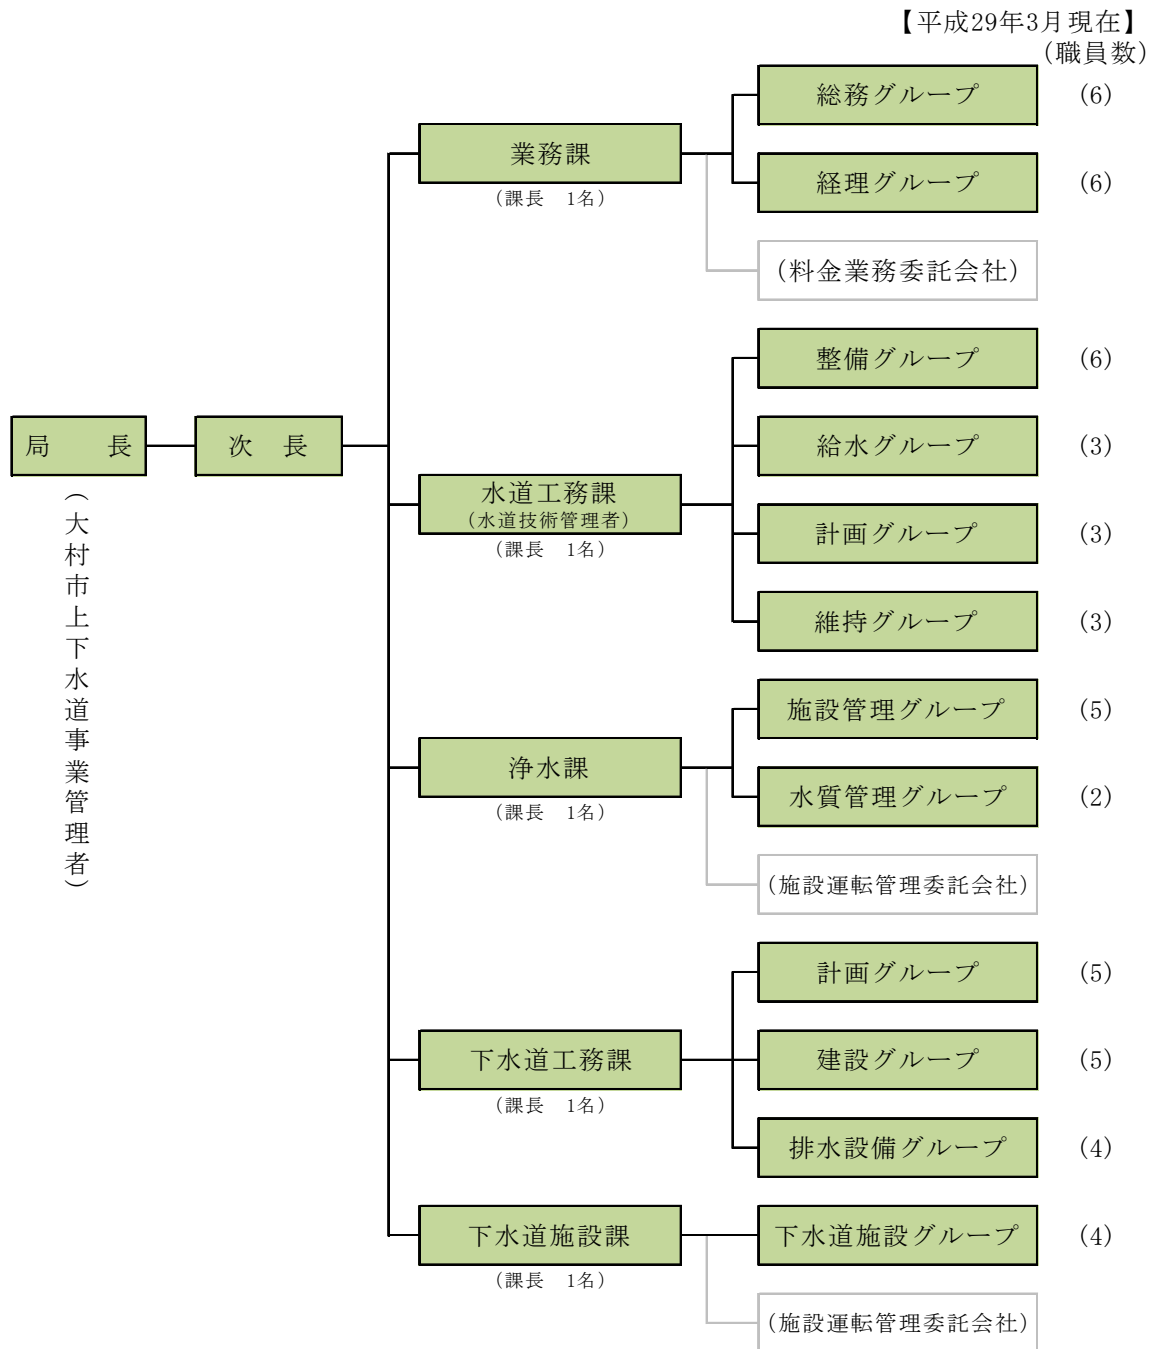 【平成29年3月現在】
(職員数)
総務グループ (6)
業務課
(課長 1名)
経理グループ (6)
(料金業務委託会社)
整備グループ (6)
局 長
次 長
給水グループ (3)
(大村市上下水道事業管理者)
水道工務課
(水道技術管理者)
(課長 1名)
計画グループ (3)
維持グループ (3)
施設管理グループ (5)
浄水課
(課長 1名)
水質管理グループ (2)
(施設運転管理委託会社)
計画グループ (5)
下水道工務課
(課長 1名)
建設グループ (5)
排水設備グループ (4)
下水道施設課
(課長 1名)
下水道施設グループ (4)
(施設運転管理委託会社)